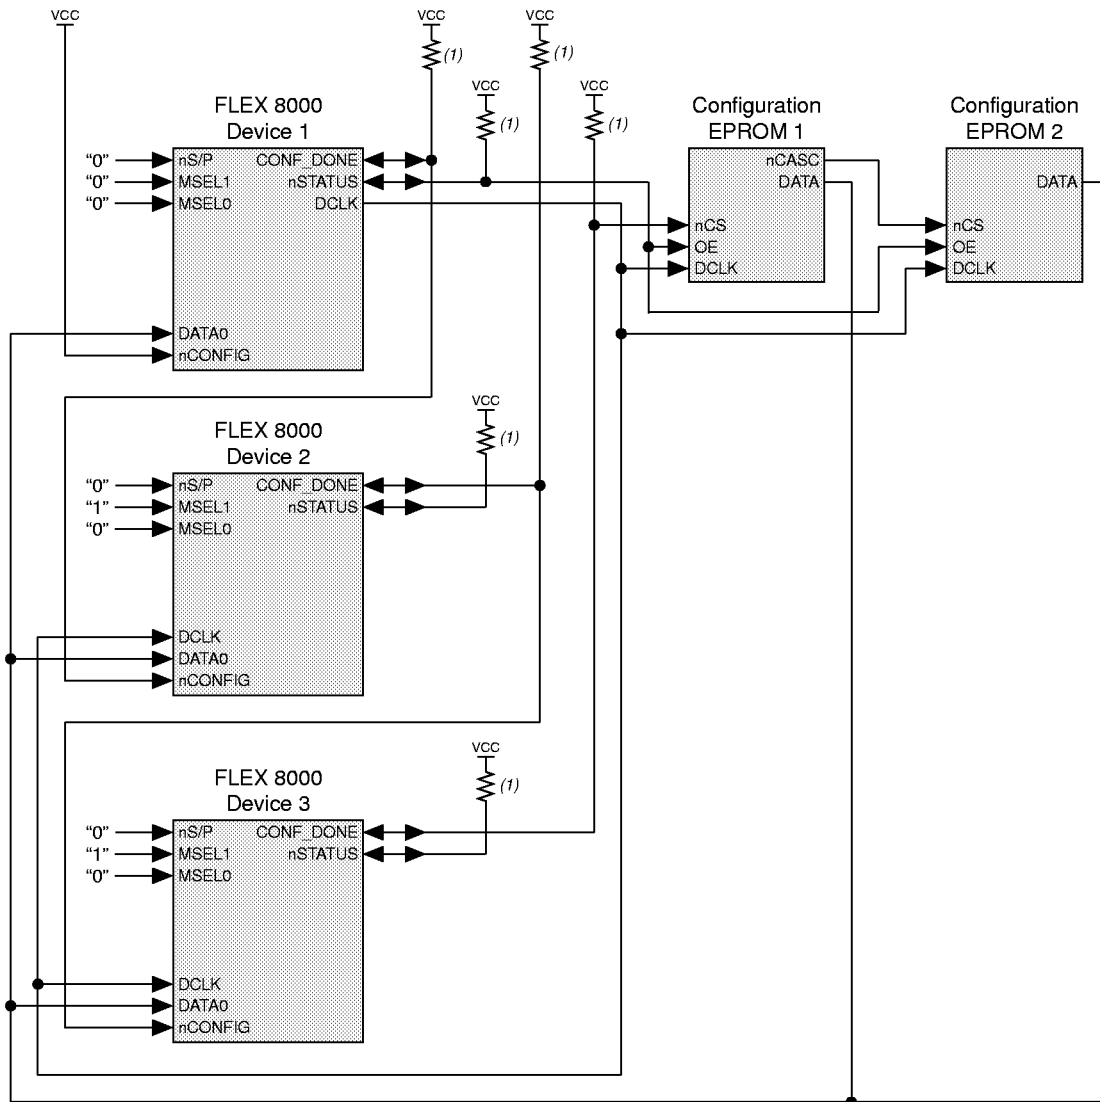 VCC
VCC
(1)
VCC
(1)
VCC
(1)
VCC
(1)
FLEX 8000
Device 1
"0"
nS/P
CONF_DONE
"0"
MSEL1
nSTATUS
"0"
MSEL0
DCLK
DATA0
nCONFIG
Configuration
EPROM 1
nCASC
DATA
nCS
OE
DCLK
Configuration
EPROM 2
DATA
nCS
OE
DCLK
VCC
(1)
FLEX 8000
Device 2
“0”
nS/P
CONF_DONE
“1”
MSEL1
nSTATUS
“0”
MSEL0
DCLK
DATA0
nCONFIG
VCC
(1)
FLEX 8000
Device 3
“0”
nS/P
CONF_DONE
“1”
MSEL1
nSTATUS
“0”
MSEL0
DCLK
DATA0
nCONFIG